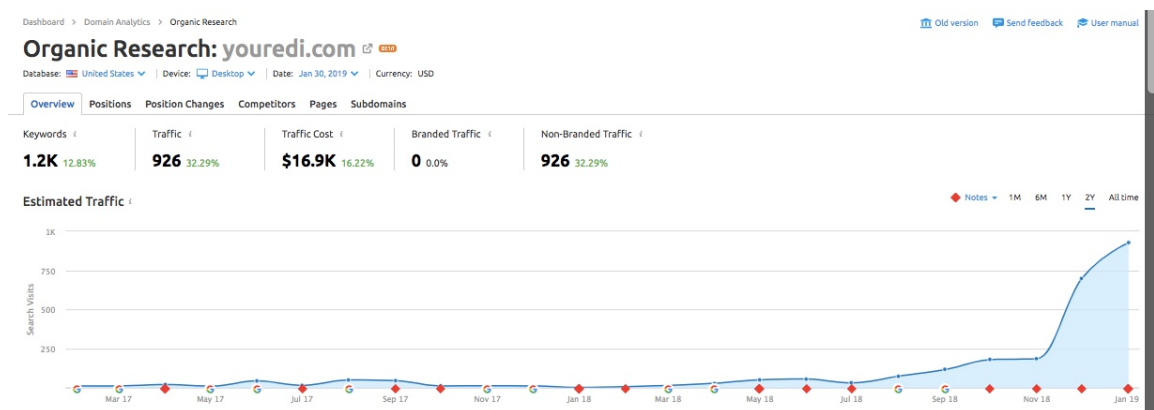 Dashboard > Domain Analytics > Organic Research
Old version Send feedback User manual
Organic Research: youredi.com BETA
Database: United States Device: Desktop Date: Jan 30, 2019 Currency: USD
Overview Positions Position Changes Competitors Pages Subdomains
Keywords i Traffic i Traffic Cost i Branded Traffic i Non-Branded Traffic i
1.2K 12.83% 926 32.29% $16.9K 16.22% 0 0.0% 926 32.29%
Estimated Traffic i
Notes 1M 6M 1Y 2Y All time
1K
750
500
250
Search Visits
G G G G G G G G G G G
Mar 17 May 17 Jul 17 Sep 17 Nov 17 Jan 18 Mar 18 May 18 Jul 18 Sep 18 Nov 18 Jan 19